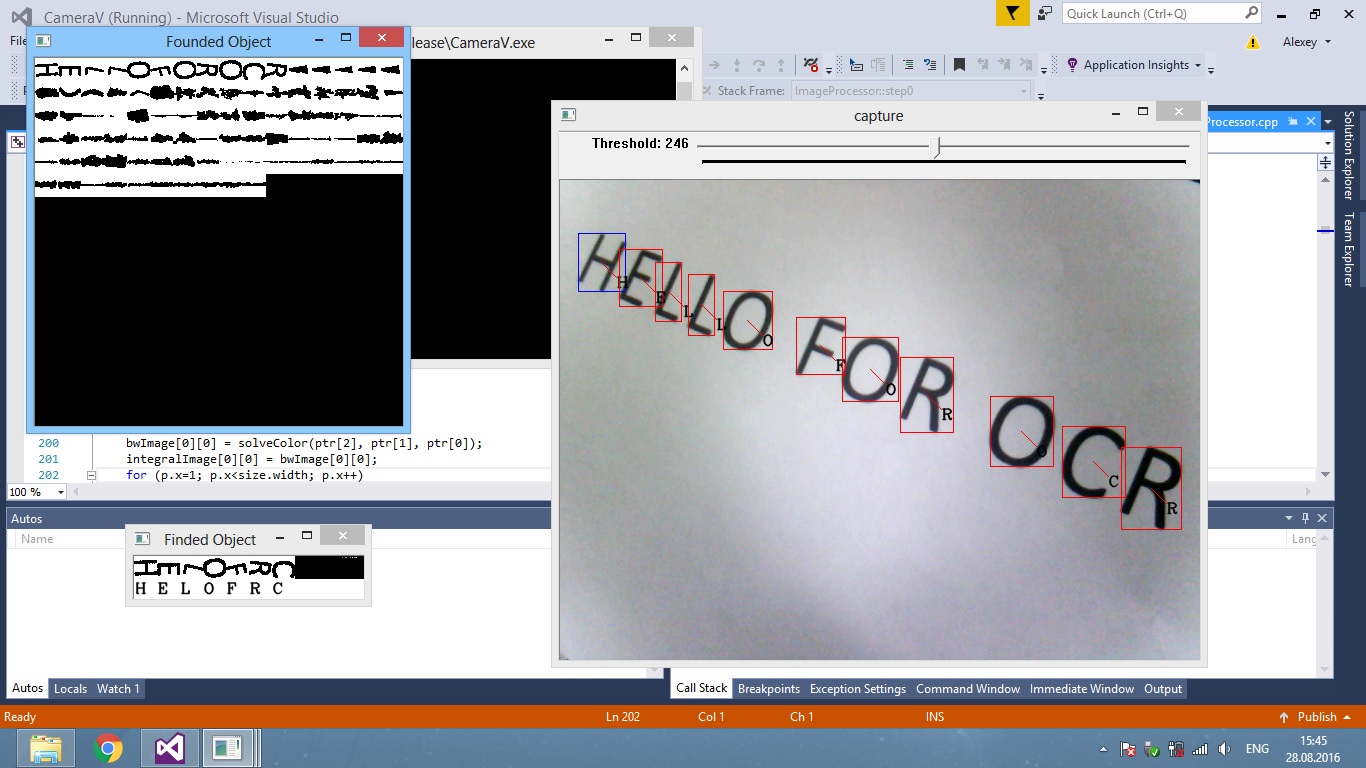 CameraV (Running) - Microsoft Visual Studio
Quick Launch (Ctrl+Q)
Alexey
Founded Object
lease\CameraV.exe
Application Insights
Stack Frame: ImageProcessor::step0
capture
Processor.cpp
Threshold: 246
Solution Explorer
Team Explorer
HELLO FOR OCR
H E L L O F O R O C R
200 bwImage[0][0] = solveColor(ptr[2], ptr[1], ptr[0]);
201 integralImage[0][0] = bwImage[0][0];
202 for (p.x=1; p.x<size.width; p.x++)
100 %
Autos
Name
Lang
Finded Object
H E L O F R C
H E L O F R C
Autos Locals Watch 1
Call Stack Breakpoints Exception Settings Command Window Immediate Window Output
Ready Ln 202 Col 1 Ch 1 INS Publish
ENG 15:45
28.08.2016